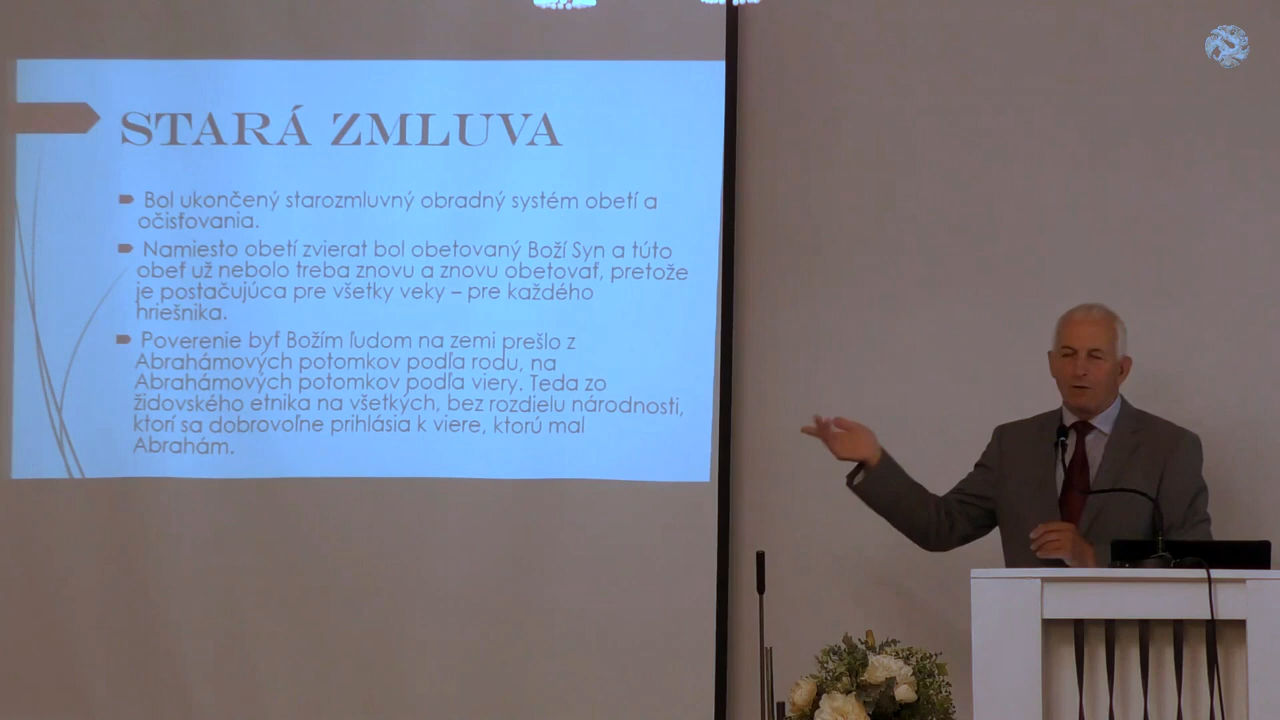 STARÁ ZMLUVA
Bol ukončený starozmluvný obradný systém obetí a
očisťovania.
Namiesto obetí zvierat bol obetovaný Boží Syn a túto
obeť už nebolo treba znovu a znovu obetovať, pretože
je postačujúca pre všetky veky – pre každého
hriešnika.
Poverenie byť Božím ľudom na zemi prešlo z
Abrahámových potomkov podľa rodu, na
Abrahámových potomkov podľa viery. Teda zo
židovského etnika na všetkých, bez rozdielu národnosti,
ktorí sa dobrovoľne prihlásia k viere, ktorú mal
Abrahám.